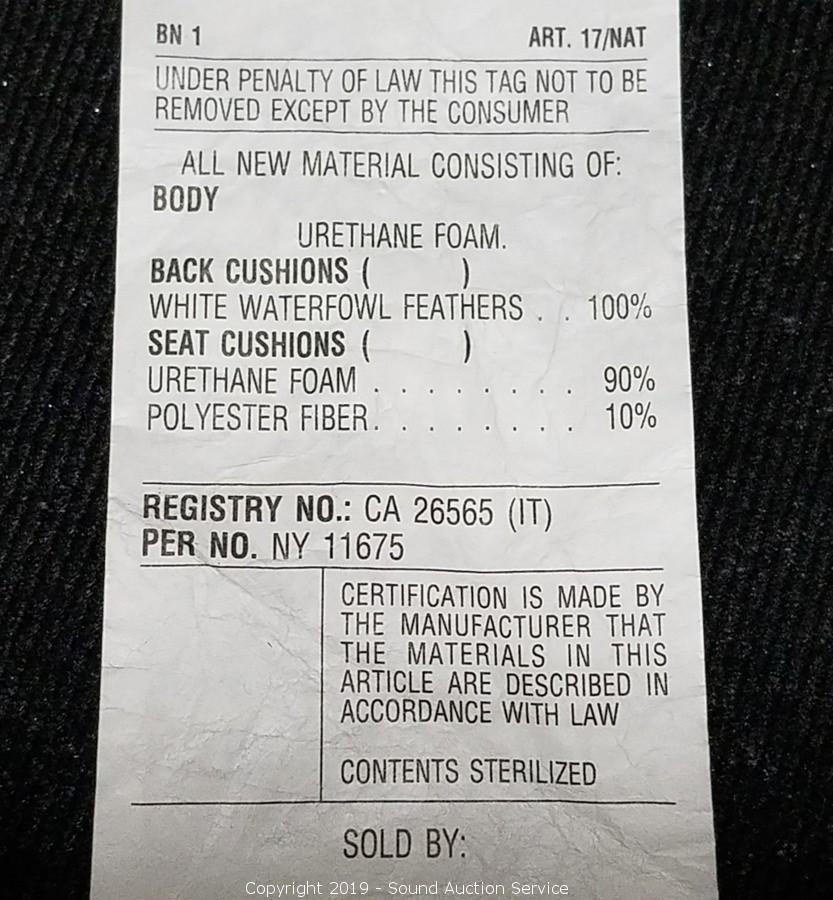 BN 1 ART. 17/NAT
UNDER PENALTY OF LAW THIS TAG NOT TO BE
REMOVED EXCEPT BY THE CONSUMER
ALL NEW MATERIAL CONSISTING OF:
BODY
URETHANE FOAM.
BACK CUSHIONS ( )
WHITE WATERFOWL FEATHERS . . 100%
SEAT CUSHIONS ( )
URETHANE FOAM . . . . . . . . 90%
POLYESTER FIBER. . . . . . . . 10%
REGISTRY NO.: CA 26565 (IT)
PER NO. NY 11675
CERTIFICATION IS MADE BY
THE MANUFACTURER THAT
THE MATERIALS IN THIS
ARTICLE ARE DESCRIBED IN
ACCORDANCE WITH LAW
CONTENTS STERILIZED
SOLD BY:
Copyright 2019 - Sound Auction Service